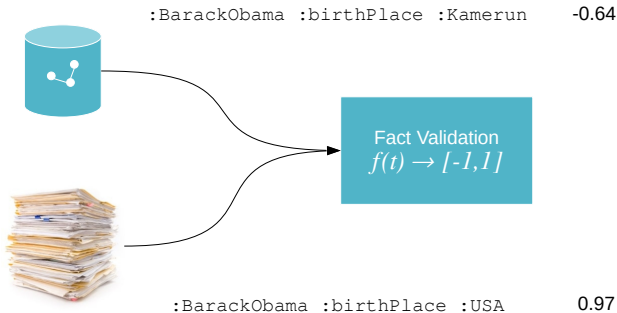 :BarackObama :birthPlace :Kamerun -0.64
Fact Validation
f(t) → [-1,1]
:BarackObama :birthPlace :USA 0.97